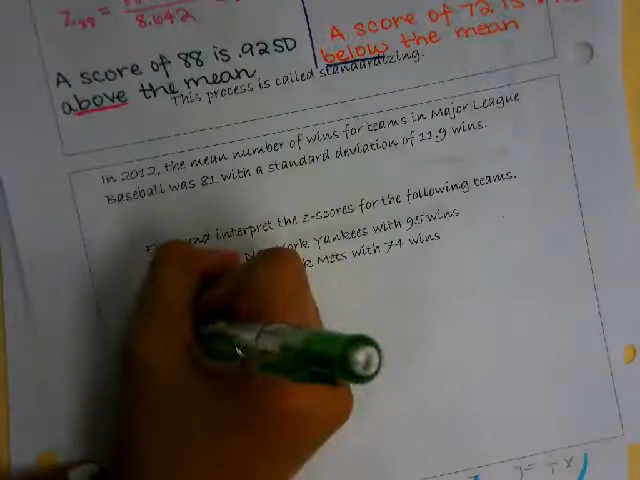 Z88 = 8.642
A score of 88 is .92SD
above the mean
A score of 72 is
below the mean
This process is called standardizing.
In 2012, the mean number of wins for teams in Major League
Baseball was 81 with a standard deviation of 11.9 wins.
and interpret the z-scores for the following teams.
York Yankees with 95 wins
k Mets with 74 wins